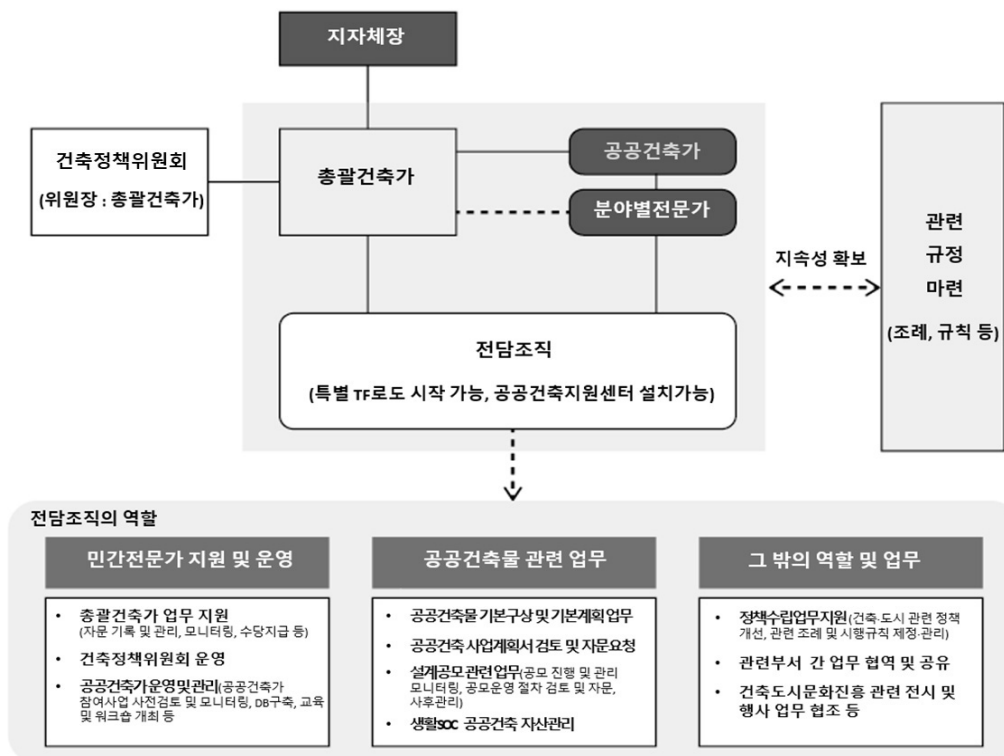 지자체장
건축정책위원회
(위원장 : 총괄건축가)
총괄건축가
공공건축가
분야별전문가
지속성 확보
관련
규정
마련
(조례, 규칙 등)
전담조직
(특별 TF로도 시작 가능, 공공건축지원센터 설치가능)
전담조직의 역할
민간전문가 지원 및 운영
• 총괄건축가 업무 지원
(자문 기록 및 관리, 모니터링, 수당지급 등)
• 건축정책위원회 운영
• 공공건축가 운영 및 관리(공공건축가
참여사업 사전검토 및 모니터링, DB구축, 교육
및 워크숍 개최 등
공공건축물 관련 업무
• 공공건축물 기본구상 및 기본계획 업무
• 공공건축 사업계획서 검토 및 자문요청
• 설계공모 관련 업무(공모 진행 및 관리
모니터링, 공모운영 절차 검토 및 자문,
사후관리)
• 생활SOC 공공건축 자산관리
그 밖의 역할 및 업무
• 정책수립업무지원(건축·도시 관련 정책
개선, 관련 조례 및 시행규칙 제정·관리)
• 관련부서 간 업무 협역 및 공유
• 건축도시문화진흥 관련 전시 및
행사 업무 협조 등